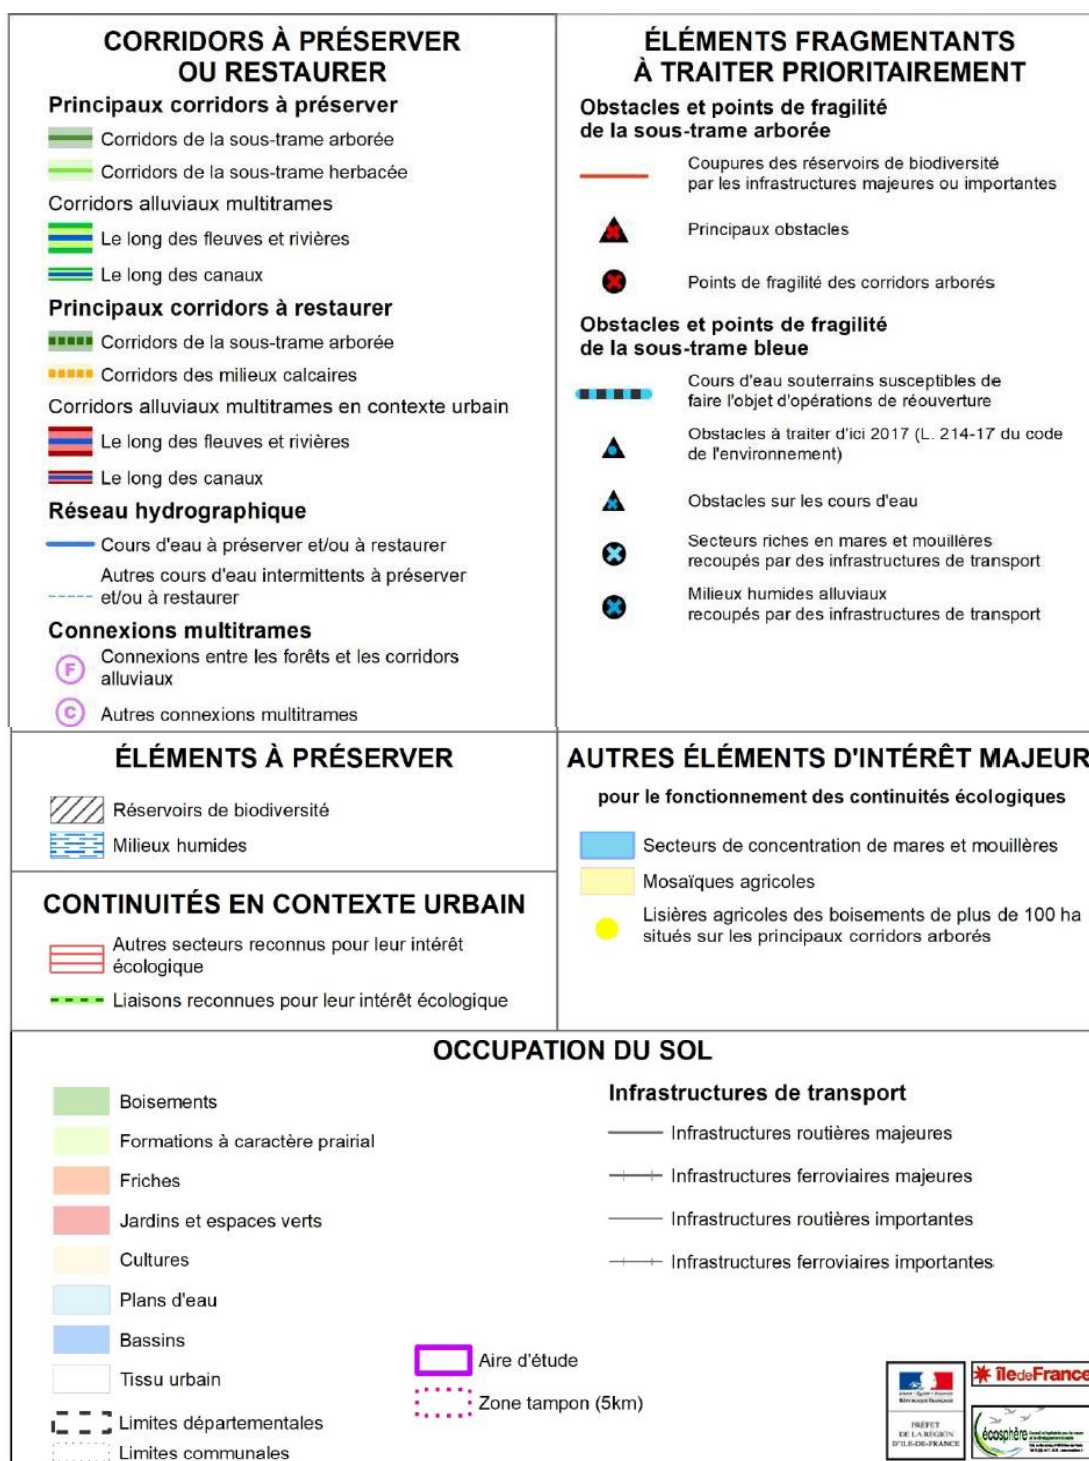 CORRIDORS À PRÉSERVER
OU RESTAURER
Principaux corridors à préserver
Corridors de la sous-trame arborée
Corridors de la sous-trame herbacée
Corridors alluviaux multitrames
Le long des fleuves et rivières
Le long des canaux
Principaux corridors à restaurer
Corridors de la sous-trame arborée
Corridors des milieux calcaires
Corridors alluviaux multitrames en contexte urbain
Le long des fleuves et rivières
Le long des canaux
Réseau hydrographique
Cours d'eau à préserver et/ou à restaurer
Autres cours d'eau intermittents à préserver
et/ou à restaurer
Connexions multitrames
F
Connexions entre les forêts et les corridors
alluviaux
C
Autres connexions multitrames
ÉLÉMENTS FRAGMENTANTS
À TRAITER PRIORITAIREMENT
Obstacles et points de fragilité
de la sous-trame arborée
Coupures des réservoirs de biodiversité
par les infrastructures majeures ou importantes
Principaux obstacles
Points de fragilité des corridors arborés
Obstacles et points de fragilité
de la sous-trame bleue
Cours d'eau souterrains susceptibles de
faire l'objet d'opérations de réouverture
Obstacles à traiter d'ici 2017 (L. 214-17 du code
de l'environnement)
Obstacles sur les cours d'eau
Secteurs riches en mares et mouillères
recoupés par des infrastructures de transport
Milieux humides alluviaux
recoupés par des infrastructures de transport
ÉLÉMENTS À PRÉSERVER
Réservoirs de biodiversité
Milieux humides
CONTINUITÉS EN CONTEXTE URBAIN
Autres secteurs reconnus pour leur intérêt
écologique
Liaisons reconnues pour leur intérêt écologique
AUTRES ÉLÉMENTS D'INTÉRÊT MAJEUR
pour le fonctionnement des continuités écologiques
Secteurs de concentration de mares et mouillères
Mosaïques agricoles
Lisières agricoles des boisements de plus de 100 ha
situés sur les principaux corridors arborés
OCCUPATION DU SOL
Boisements
Formations à caractère prairial
Friches
Jardins et espaces verts
Cultures
Plans d'eau
Bassins
Tissu urbain
Limites départementales
Limites communales
Aire d'étude
Zone tampon (5km)
Infrastructures de transport
Infrastructures routières majeures
Infrastructures ferroviaires majeures
Infrastructures routières importantes
Infrastructures ferroviaires importantes
RÉPUBLIQUE FRANÇAISE
PRÉFET
DE LA RÉGION
D'ILE-DE-FRANCE
îledeFrance
écosphère